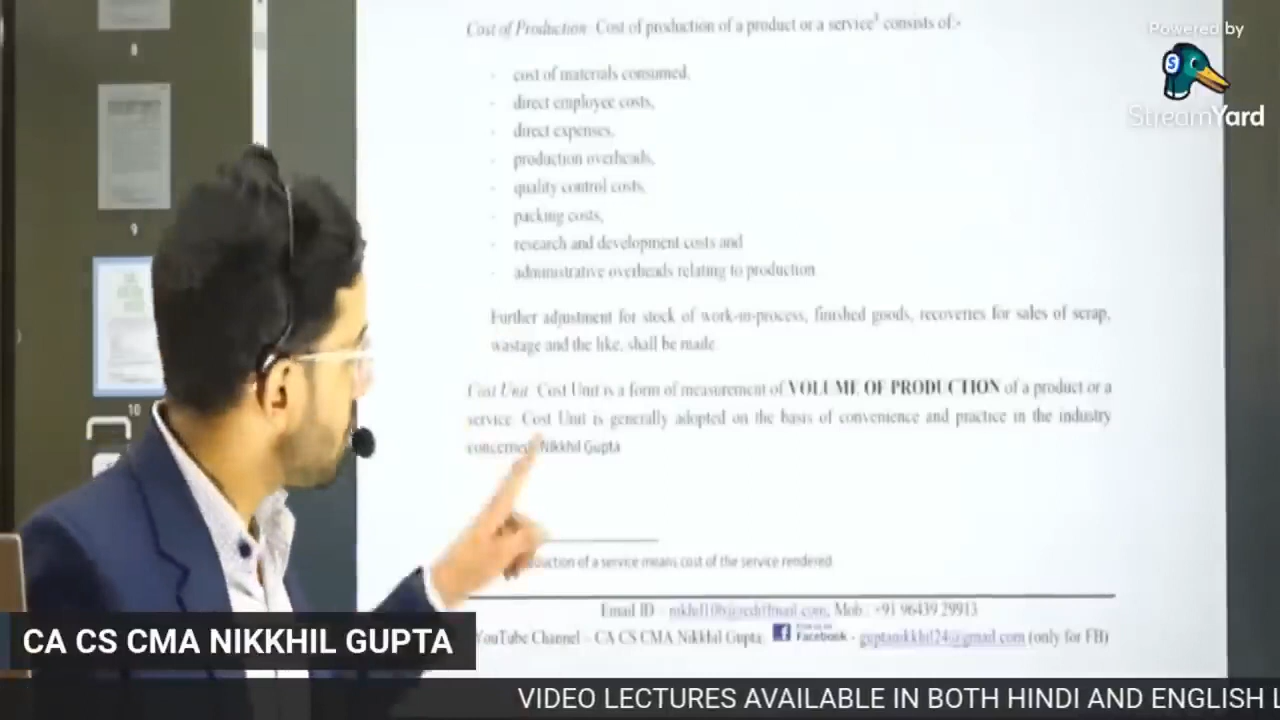 Powered by
StreamYard
Cost of Production: Cost of production of a product or a service¹ consists of:-
- cost of materials consumed,
- direct employee costs,
- direct expenses,
- production overheads,
- quality control costs,
- packing costs,
- research and development costs and
- administrative overheads relating to production
Further adjustment for stock of work-in-process, finished goods, recoveries for sales of scrap,
wastage and the like, shall be made
Cost Unit: Cost Unit is a form of measurement of VOLUME OF PRODUCTION of a product or a
service. Cost Unit is generally adopted on the basis of convenience and practice in the industry
concerned. Nikkhil Gupta
8
9
10
of a service means cost of the service rendered
Email ID - Mob : +91 96439 29913
YouTube Channel – CA CS CMA Nikkhil Gupta Facebook - guptanikkhil24@gmail.com (only for FB)
CA CS CMA NIKKHIL GUPTA
VIDEO LECTURES AVAILABLE IN BOTH HINDI AND ENGLISH